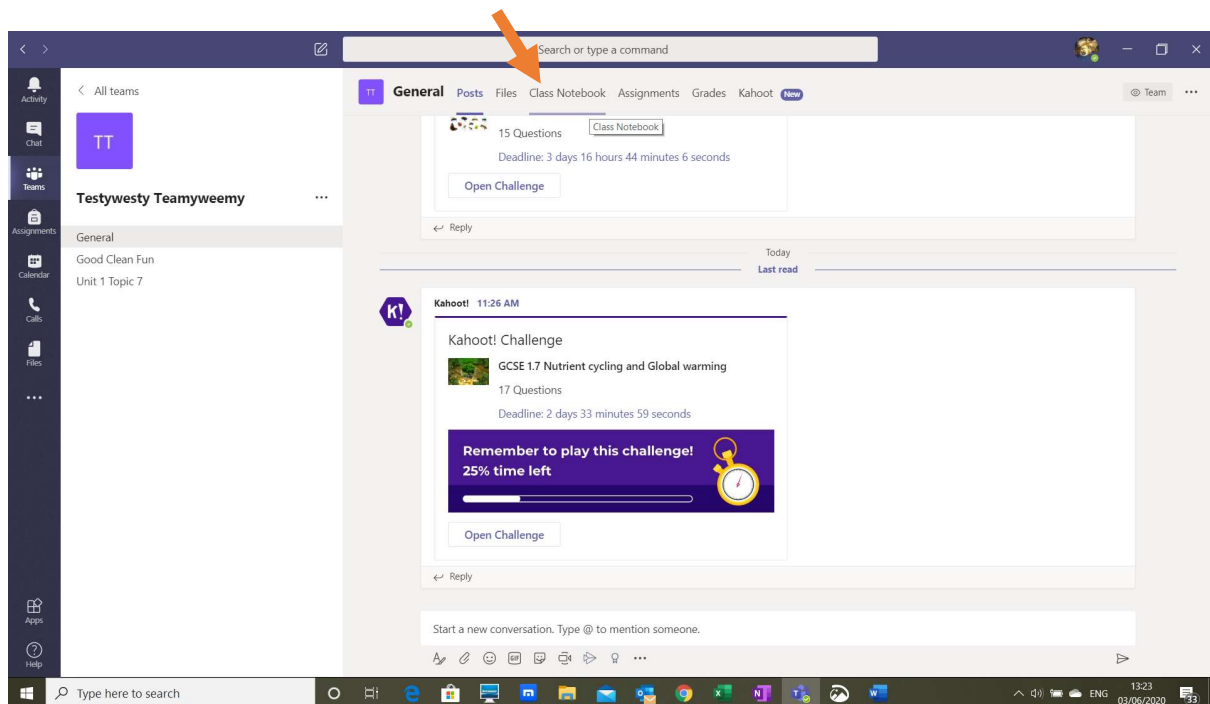 Search or type a command
Activity
Chat
Teams
Assignments
Calendar
Calls
Files
Apps
Help
All teams
TT
Testywesty Teamyweemy
General
Good Clean Fun
Unit 1 Topic 7
TT General Posts Files Class Notebook Assignments Grades Kahoot New Team
Class Notebook
15 Questions
Deadline: 3 days 16 hours 44 minutes 6 seconds
Open Challenge
Reply
Today
Last read
K!
Kahoot! 11:26 AM
Kahoot! Challenge
GCSE 1.7 Nutrient cycling and Global warming
17 Questions
Deadline: 2 days 33 minutes 59 seconds
Remember to play this challenge!
25% time left
Open Challenge
Reply
Start a new conversation. Type @ to mention someone.
GIF
Type here to search
ENG
13:23
03/06/2020
33